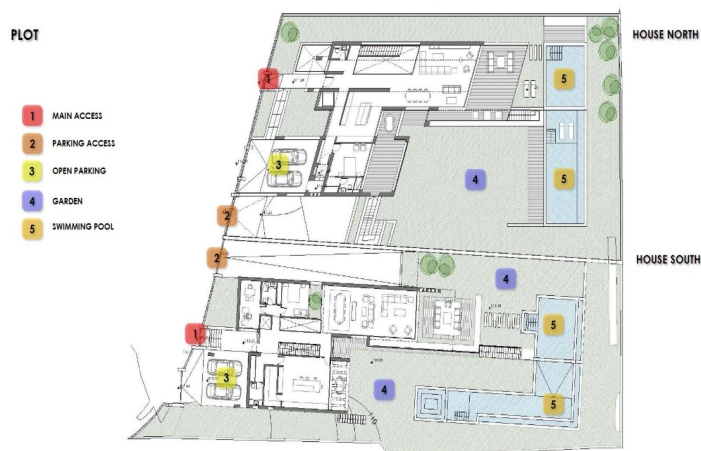 PLOT
HOUSE NORTH
1 MAIN ACCESS
2 PARKING ACCESS
3 OPEN PARKING
4 GARDEN
5 SWIMMING POOL
1
5
3
4
5
2
2
HOUSE SOUTH
4
5
1
3
4
5